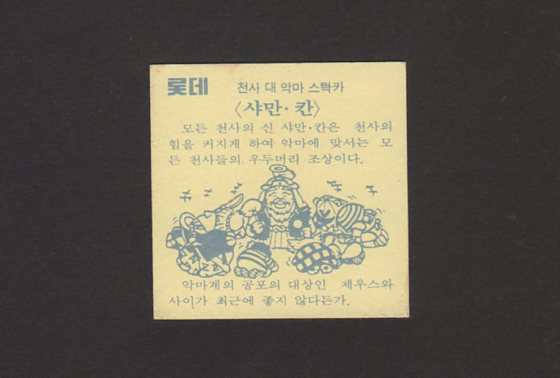 롯데
천사 대 악마 스틱카
〈샤만·칸〉
모든 천사의 신 샤만·칸은 천사의
힘을 커지게 하여 악마에 맞서는 모
든 천사들의 우두머리 조상이다.
악마계의 공포의 대상인 제우스와
사이가 최근에 좋지 않다든가.